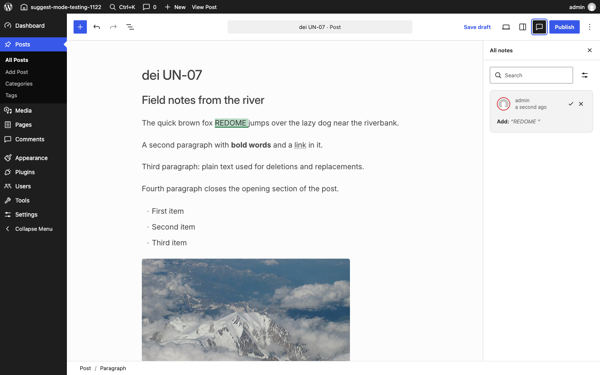 suggest-mode-testing-1122
Ctrl+K
0
New
View Post
admin
Dashboard
Posts
All Posts
Add Post
Categories
Tags
Media
Pages
Comments
Appearance
Plugins
Users
Tools
Settings
Collapse Menu
dei UN-07 · Post
Save draft
Publish
dei UN-07
Field notes from the river
The quick brown fox REDOME jumps over the lazy dog near the riverbank.
A second paragraph with bold words and a link in it.
Third paragraph: plain text used for deletions and replacements.
Fourth paragraph closes the opening section of the post.
First item
Second item
Third item
All notes
Search
admin
a second ago
Add: "REDOME "
Post / Paragraph